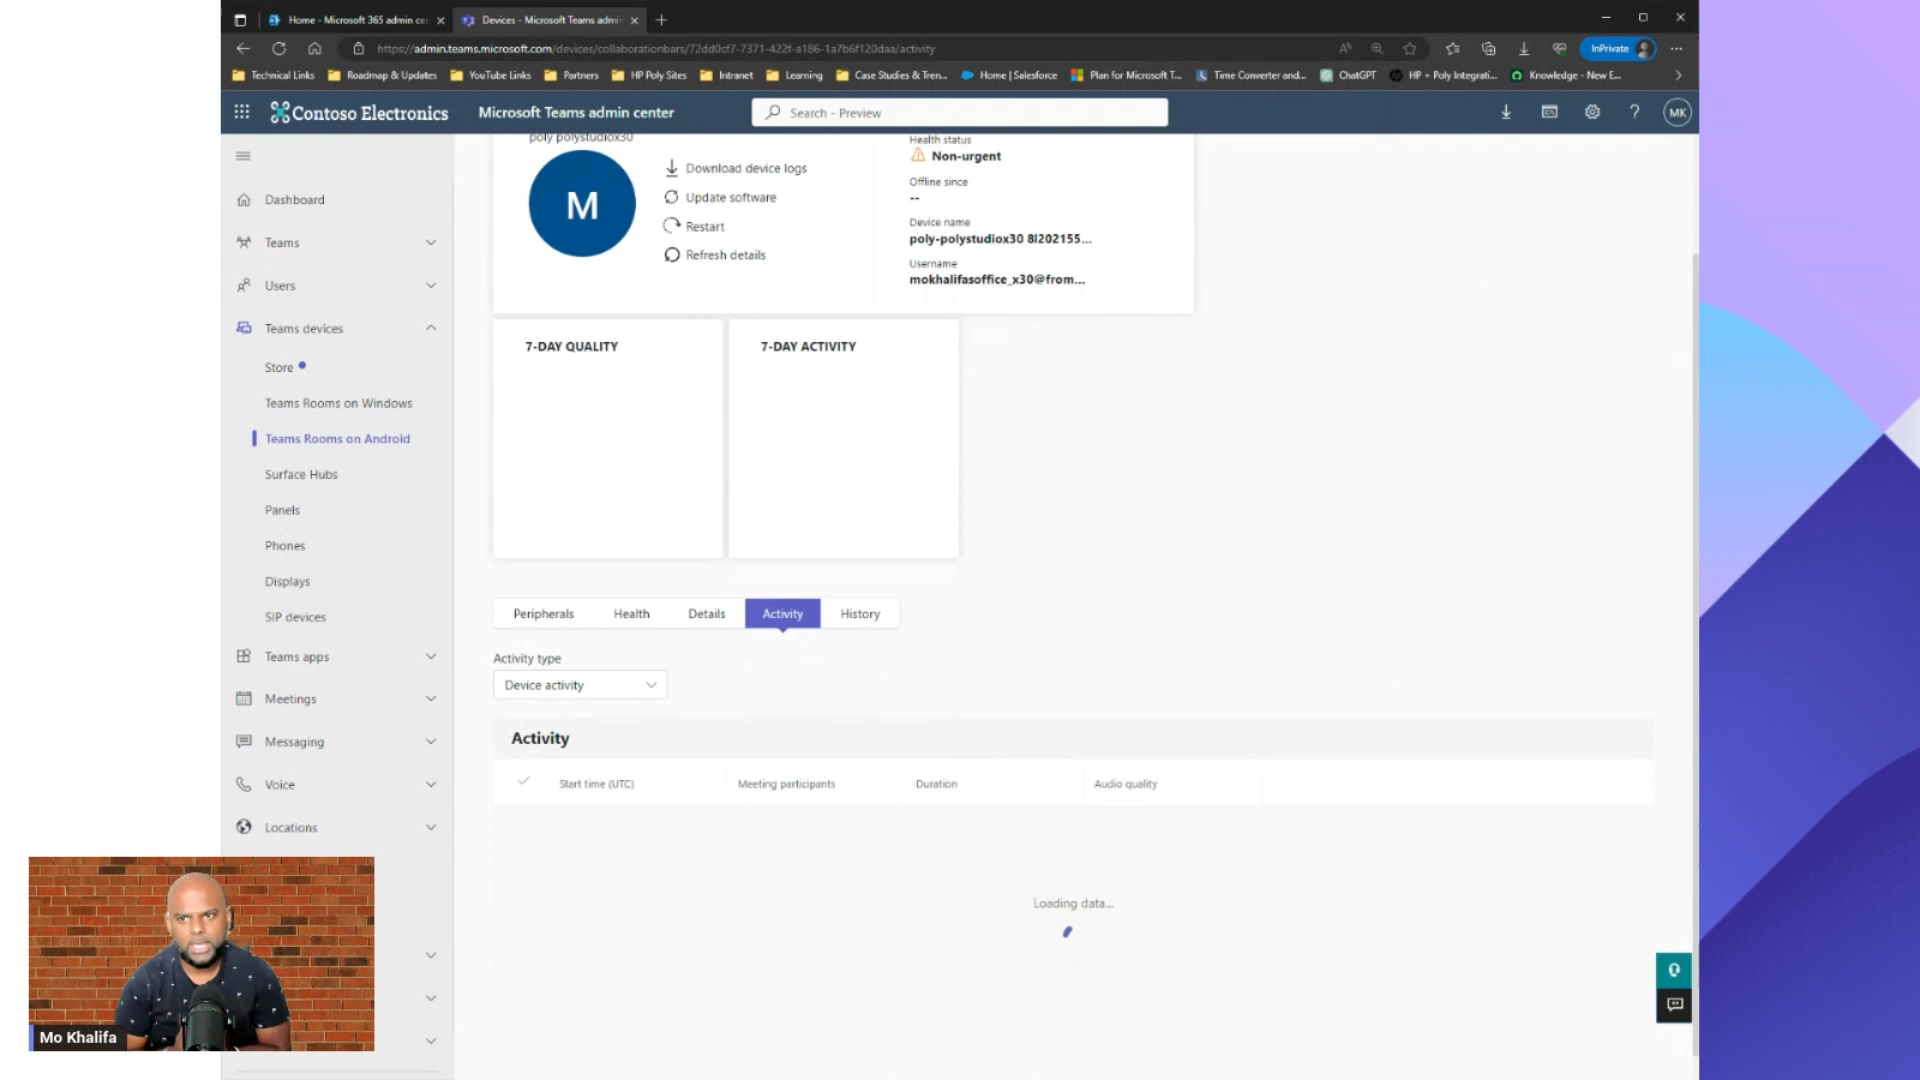 Home - Microsoft 365 admin cen
Devices - Microsoft Teams admin
https://admin.teams.microsoft.com/devices/collaborationbars/72dd0cf7-7371-422f-a186-1a7b6f120daa/activity
InPrivate
Technical Links
Roadmap & Updates
YouTube Links
Partners
HP Poly Sites
Intranet
Learning
Case Studies & Tren...
Home | Salesforce
Plan for Microsoft T...
Time Converter and...
ChatGPT
HP + Poly Integrati...
Knowledge - New E...
Contoso Electronics
Microsoft Teams admin center
Search - Preview
MK
Dashboard
Teams
Users
Teams devices
Store
Teams Rooms on Windows
Teams Rooms on Android
Surface Hubs
Panels
Phones
Displays
SIP devices
Teams apps
Meetings
Messaging
Voice
Locations
poly polystudiox30
M
Download device logs
Update software
Restart
Refresh details
Health status
Non-urgent
Offline since
--
Device name
poly-polystudiox30 8l202155...
Username
mokhalifasoffice_x30@from...
7-DAY QUALITY
7-DAY ACTIVITY
Peripherals
Health
Details
Activity
History
Activity type
Device activity
Activity
Start time (UTC)
Meeting participants
Duration
Audio quality
Loading data...
Mo Khalifa